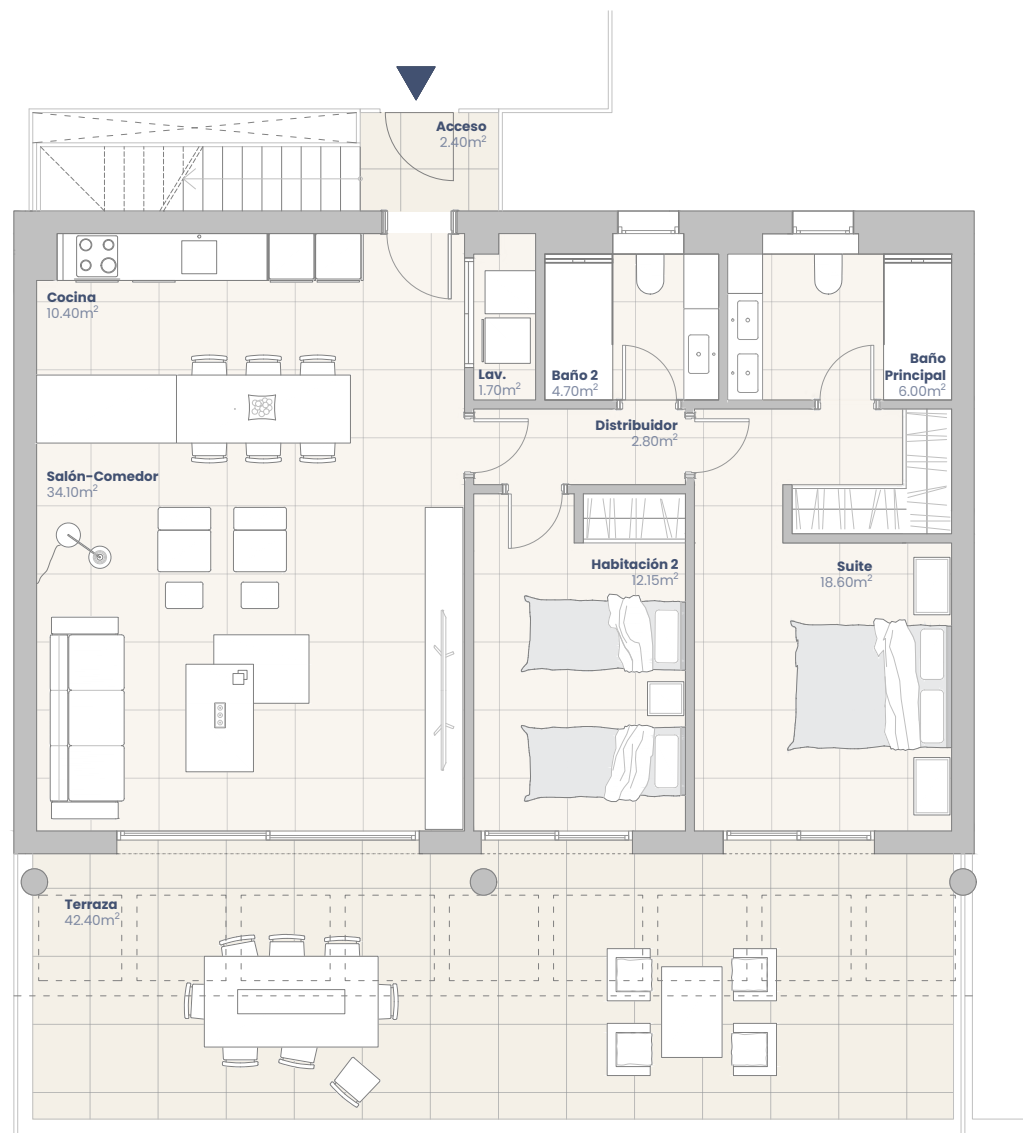 Acceso
2.40m²
Cocina
10.40m²
Lav.
1.70m²
Baño 2
4.70m²
Baño
Principal
6.00m²
Distribuidor
2.80m²
Salón-Comedor
34.10m²
Habitación 2
12.15m²
Suite
18.60m²
Terraza
42.40m²